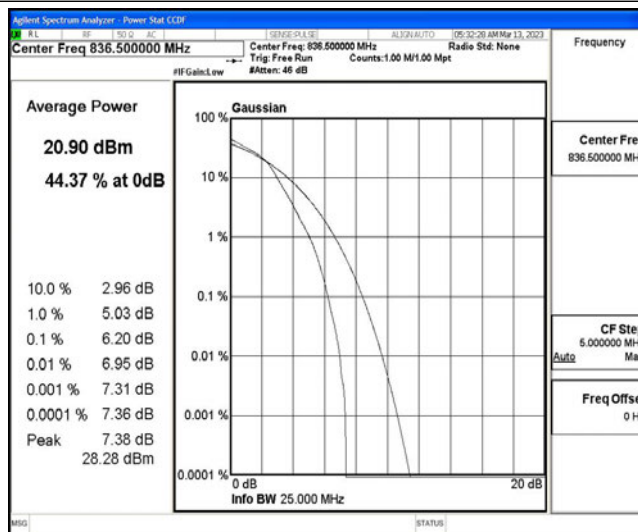 Agilent Spectrum Analyzer - Power Stat CCDF
RL RF 50 Ω AC SENSE:PULSE ALIGN AUTO 05:32:28 AM Mar 13, 2023
Center Freq 836.500000 MHz
Center Freq: 836.500000 MHz Radio Std: None
Trig: Free Run Counts:1.00 M/1.00 Mpt
#IFGain:Low #Atten: 46 dB
Frequency
Average Power
20.90 dBm
44.37 % at 0dB
10.0 % 2.96 dB
1.0 % 5.03 dB
0.1 % 6.20 dB
0.01 % 6.95 dB
0.001 % 7.31 dB
0.0001 % 7.36 dB
Peak 7.38 dB
28.28 dBm
Gaussian
100 %
10 %
1 %
0.1 %
0.01 %
0.001 %
0.0001 %
0 dB 20 dB
Info BW 25.000 MHz
Center Fre
836.500000 MH
CF Ste
5.000000 MH
Auto Ma
Freq Offse
0 H
MSG STATUS